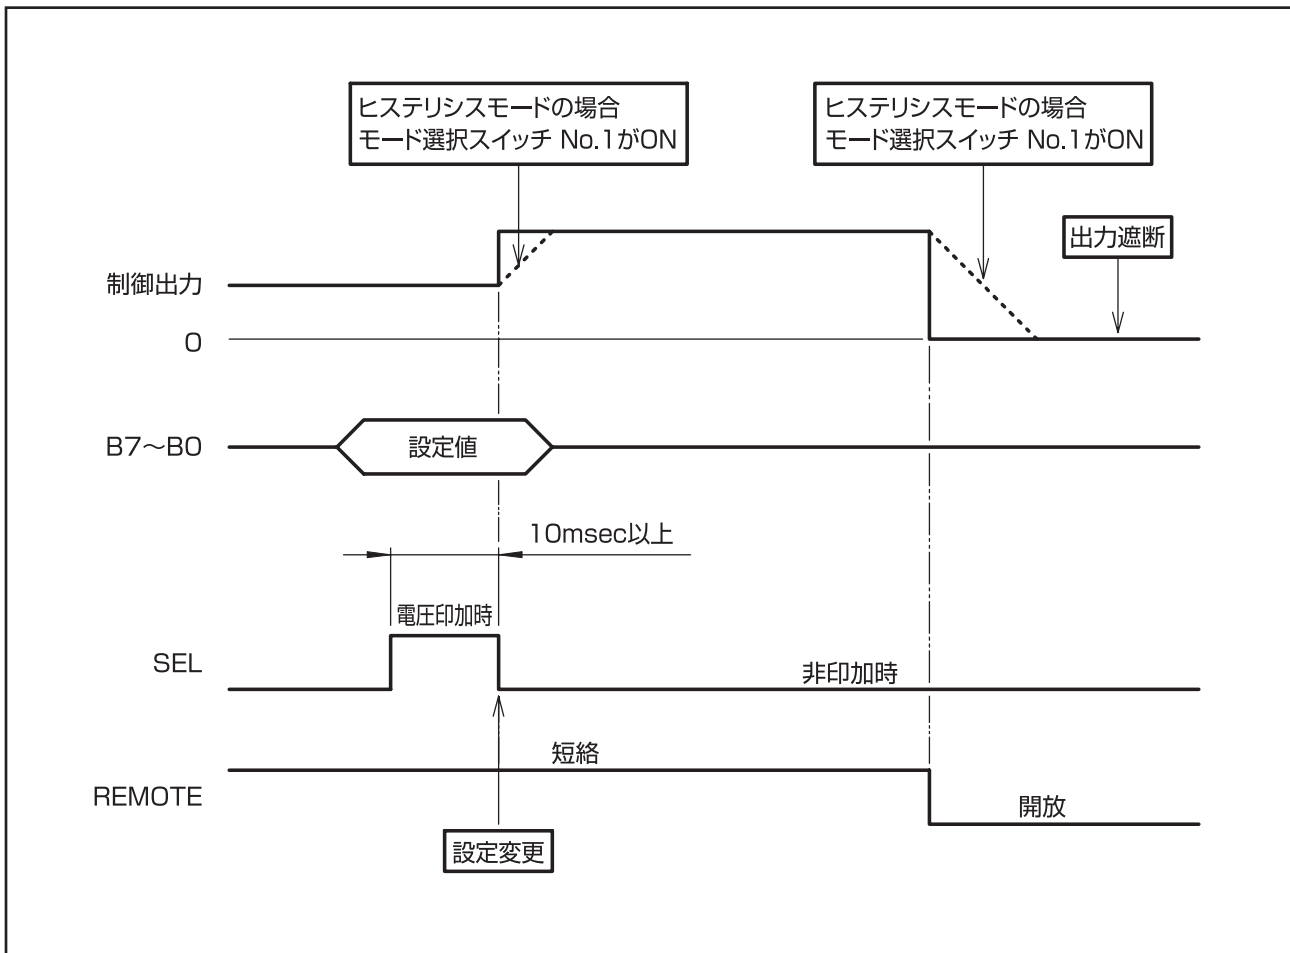 ヒステリシスモードの場合
モード選択スイッチ No.1がON
ヒステリシスモードの場合
モード選択スイッチ No.1がON
出力遮断
制御出力
0
B7〜B0
設定値
10msec以上
電圧印加時
SEL
非印加時
短絡
REMOTE
開放
設定変更